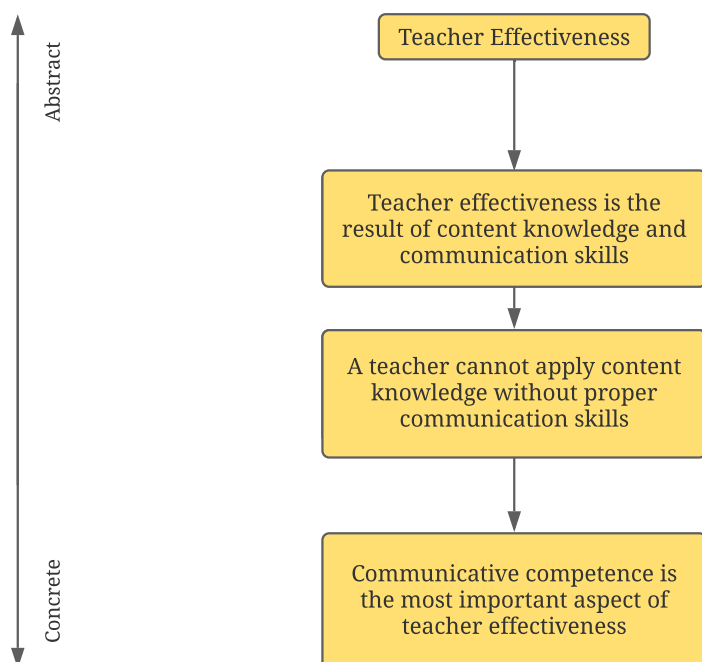 Abstract
Teacher Effectiveness
Teacher effectiveness is the
result of content knowledge and
communication skills
A teacher cannot apply content
knowledge without proper
communication skills
Concrete
Communicative competence is
the most important aspect of
teacher effectiveness